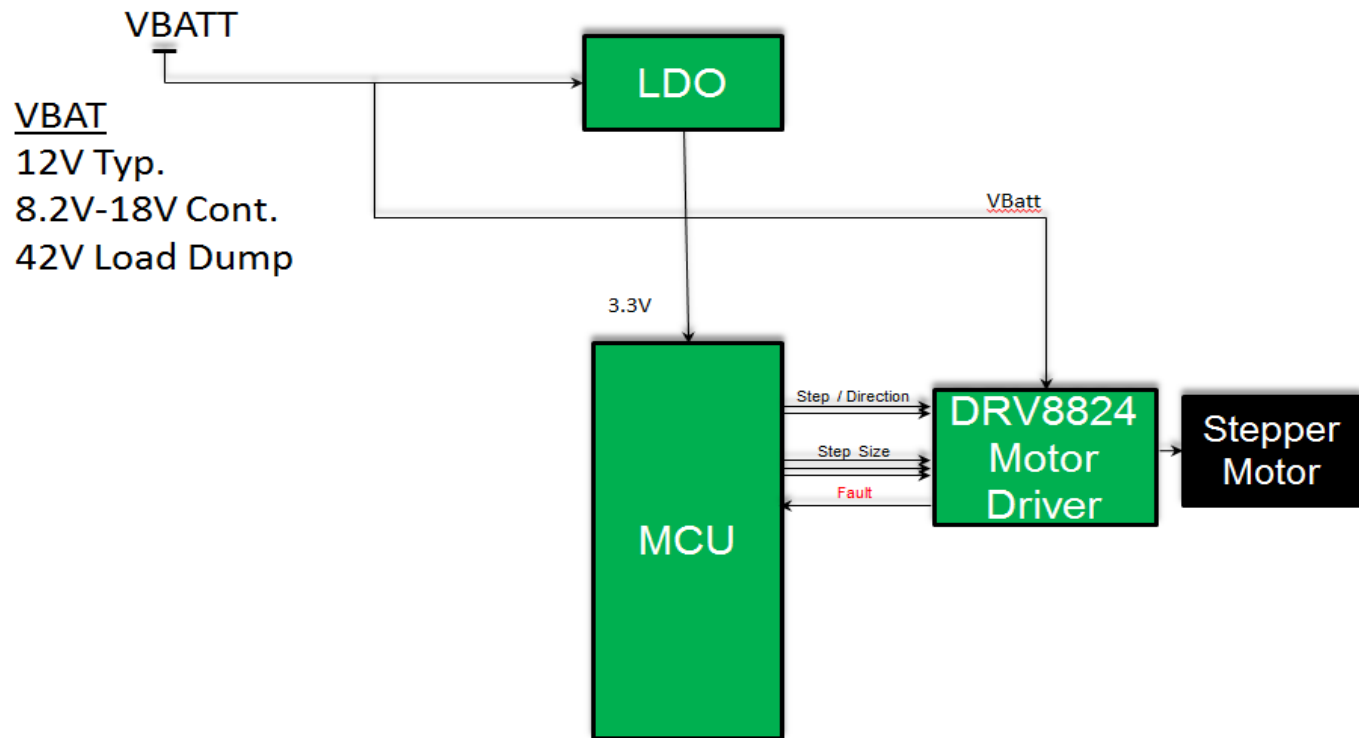 VBATT
LDO
VBAT
12V Typ.
8.2V-18V Cont.
42V Load Dump
VBatt
3.3V
Step / Direction
Step Size
Fault
MCU
DRV8824
Motor
Driver
Stepper
Motor